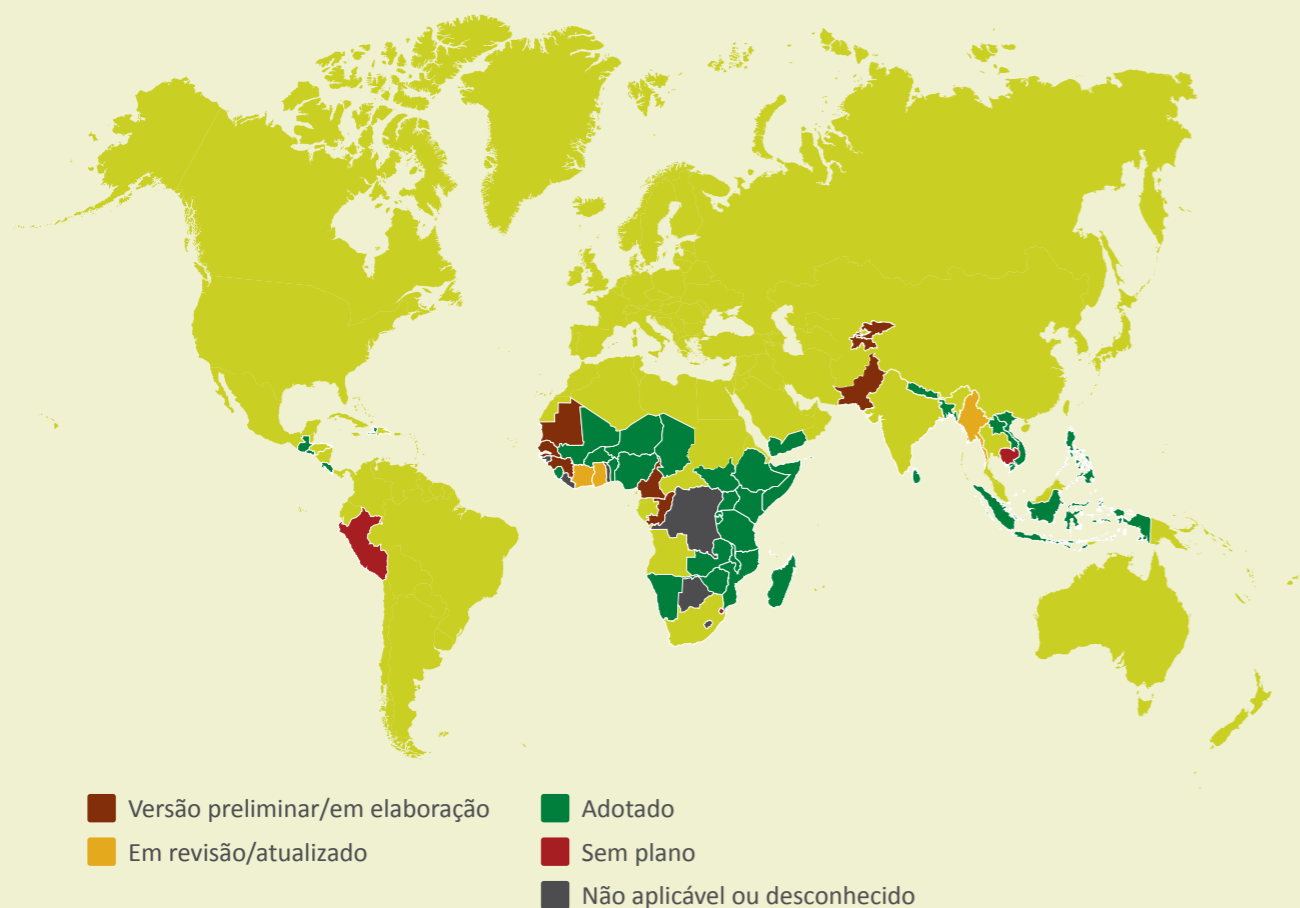 Versão preliminar/em elaboração
Em revisão/atualizado
Adotado
Sem plano
Não aplicável ou desconhecido